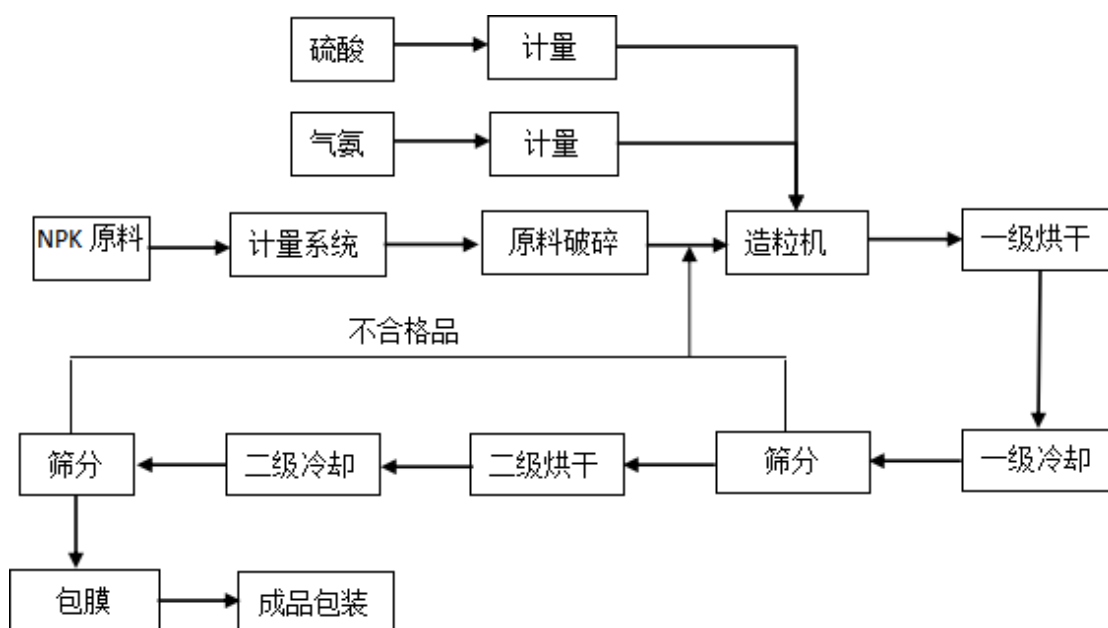 硫酸
计量
气氨
计量
NPK 原料
计量系统
原料破碎
造粒机
一级烘干
不合格品
筛分
二级冷却
二级烘干
筛分
一级冷却
包膜
成品包装